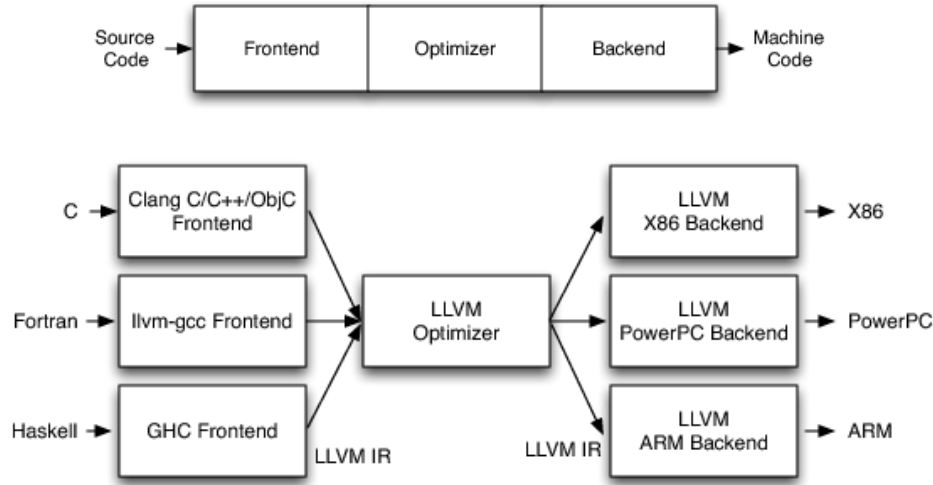 Source
Code
Frontend
Optimizer
Backend
Machine
Code
C
Clang C/C++/ObjC
Frontend
LLVM
X86 Backend
X86
Fortran
llvm-gcc Frontend
LLVM
Optimizer
LLVM
PowerPC Backend
PowerPC
Haskell
GHC Frontend
LLVM IR
LLVM IR
LLVM
ARM Backend
ARM